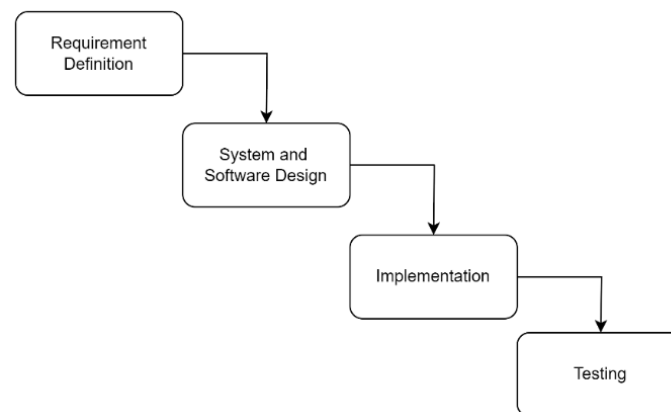 Requirement
Definition
System and
Software Design
Implementation
Testing